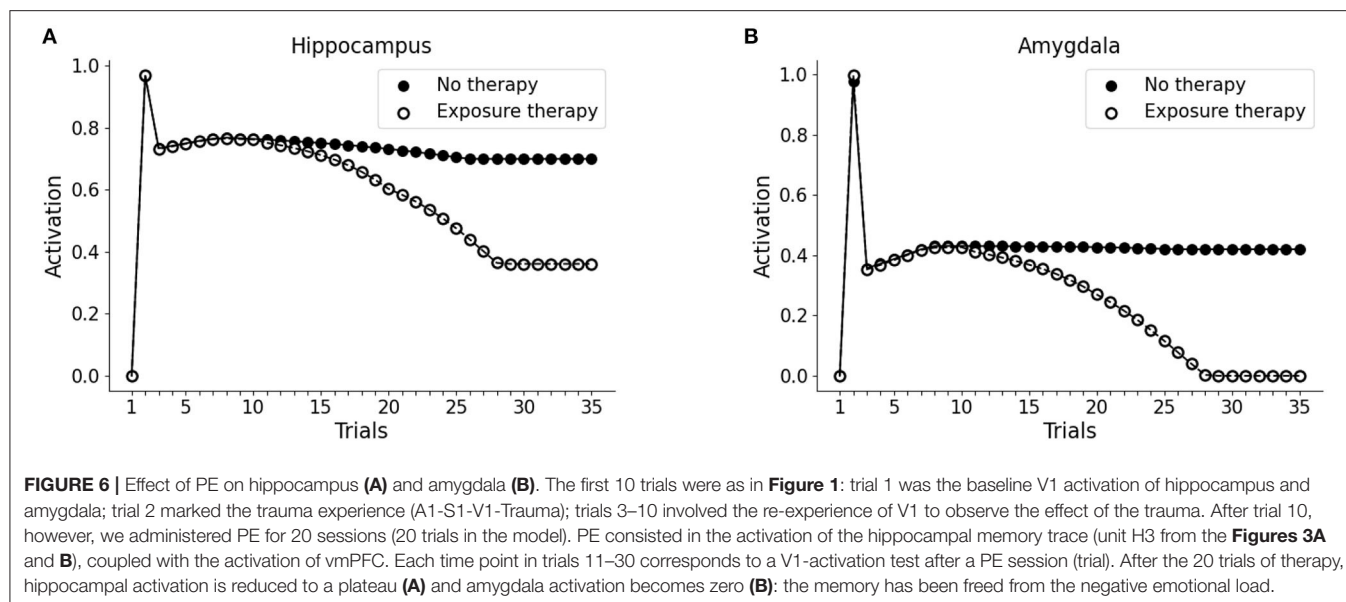 A
Hippocampus
1.0
0.8
0.6
0.4
0.2
0.0
Activation
No therapy
Exposure therapy
1 5 10 15 20 25 30 35
Trials
B
Amygdala
1.0
0.8
0.6
0.4
0.2
0.0
Activation
No therapy
Exposure therapy
1 5 10 15 20 25 30 35
Trials
FIGURE 6 | Effect of PE on hippocampus (A) and amygdala (B). The first 10 trials were as in Figure 1: trial 1 was the baseline V1 activation of hippocampus and
amygdala; trial 2 marked the trauma experience (A1-S1-V1-Trauma); trials 3–10 involved the re-experience of V1 to observe the effect of the trauma. After trial 10,
however, we administered PE for 20 sessions (20 trials in the model). PE consisted in the activation of the hippocampal memory trace (unit H3 from the Figures 3A
and B), coupled with the activation of vmPFC. Each time point in trials 11–30 corresponds to a V1-activation test after a PE session (trial). After the 20 trials of therapy,
hippocampal activation is reduced to a plateau (A) and amygdala activation becomes zero (B): the memory has been freed from the negative emotional load.